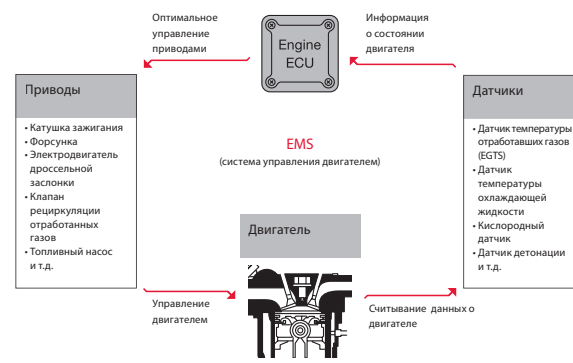 Оптимальное
управление
приводами
Engine
ECU
Информация
о состоянии
двигателя
Приводы
• Катушка зажигания
• Форсунка
• Электродвигатель
дроссельной
заслонки
• Клапан
рециркуляции
отработанных
газов
• Топливный насос
и т.д.
EMS
(система управления двигателем)
Датчики
• Датчик температуры
отработавших газов
(EGTS)
• Датчик
температуры
охлаждающей
жидкости
• Кислородный
датчик
• Датчик детонации
и т.д.
Двигатель
Управление
двигателем
Считывание данных о
двигателе